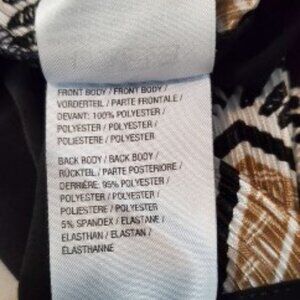 FRONT BODY / FRONT BODY /
VORDERTEIL / PARTE FRONTALE /
DEVANT: 100% POLYESTER /
POLYESTER / POLYESTER /
POLIESTERE / POLYESTER
BACK BODY / BACK BODY /
RÜCKTEIL / PARTE POSTERIORE /
DERRIÈRE: 95% POLYESTER /
POLYESTER / POLYESTER /
POLIESTERE / POLYESTER
5% SPANDEX / ELASTANE /
ELASTHAN / ELASTAN /
ÉLASTHANNE